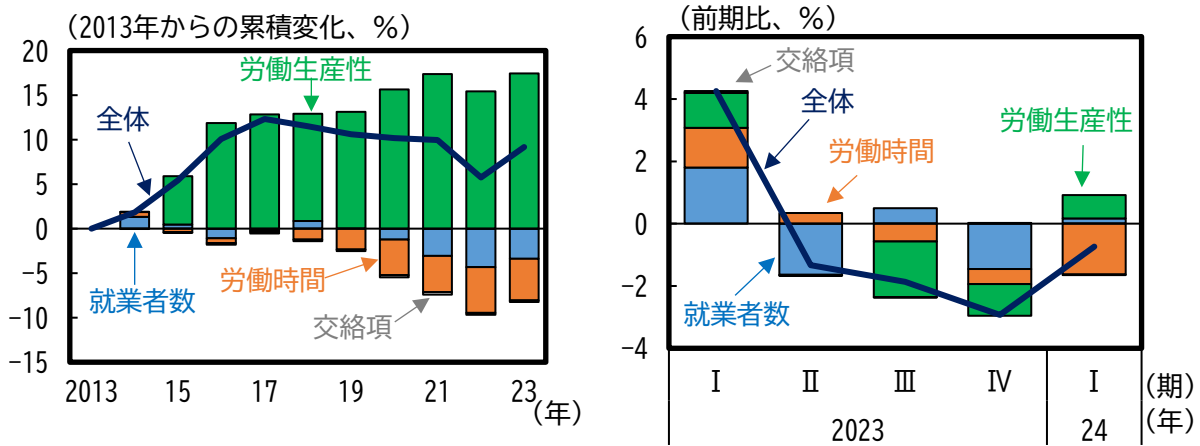 （2013年からの累積変化、％）
20
15
10
5
0
−5
−10
−15
労働生産性
全体
労働時間
就業者数
交絡項
2013 15 17 19 21 23
（年）
（前期比、％）
6
4
2
0
−2
−4
交絡項
全体
労働生産性
労働時間
就業者数
Ⅰ Ⅱ Ⅲ Ⅳ Ⅰ （期）
2023 24 （年）